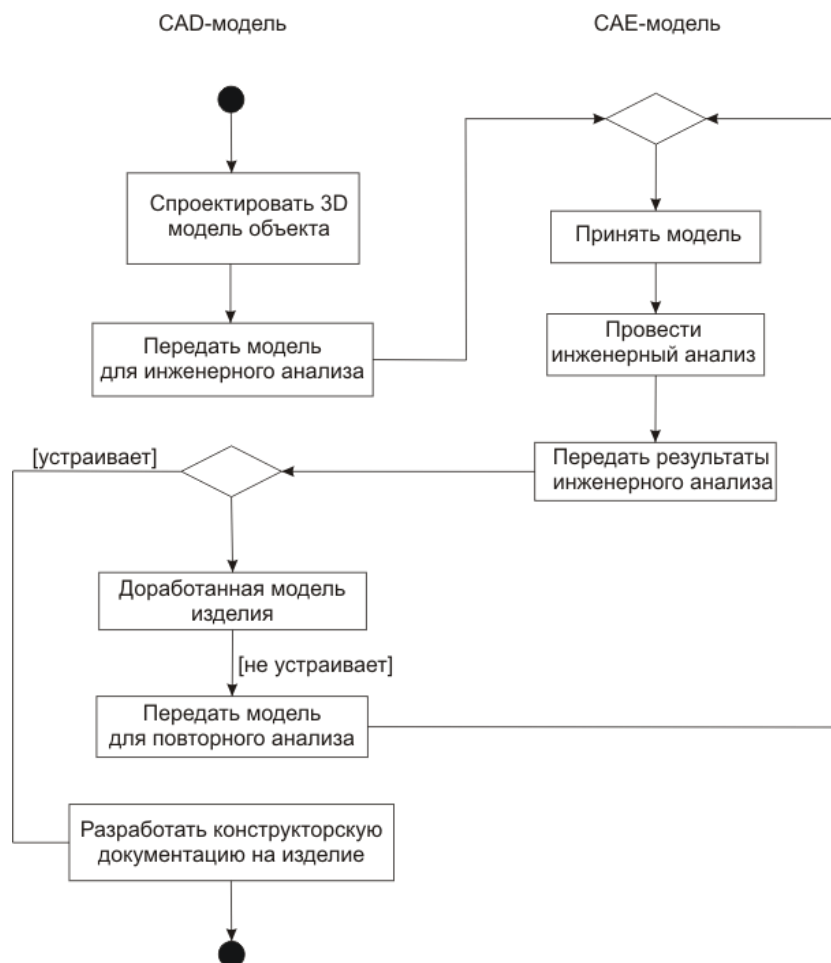 CAD-модель
CAE-модель
Спроектировать 3D
модель объекта
Принять модель
Передать модель
для инженерного анализа
Провести
инженерный анализ
[устраивает]
Передать результаты
инженерного анализа
Доработанная модель
изделия
[не устраивает]
Передать модель
для повторного анализа
Разработать конструкторскую
документацию на изделие